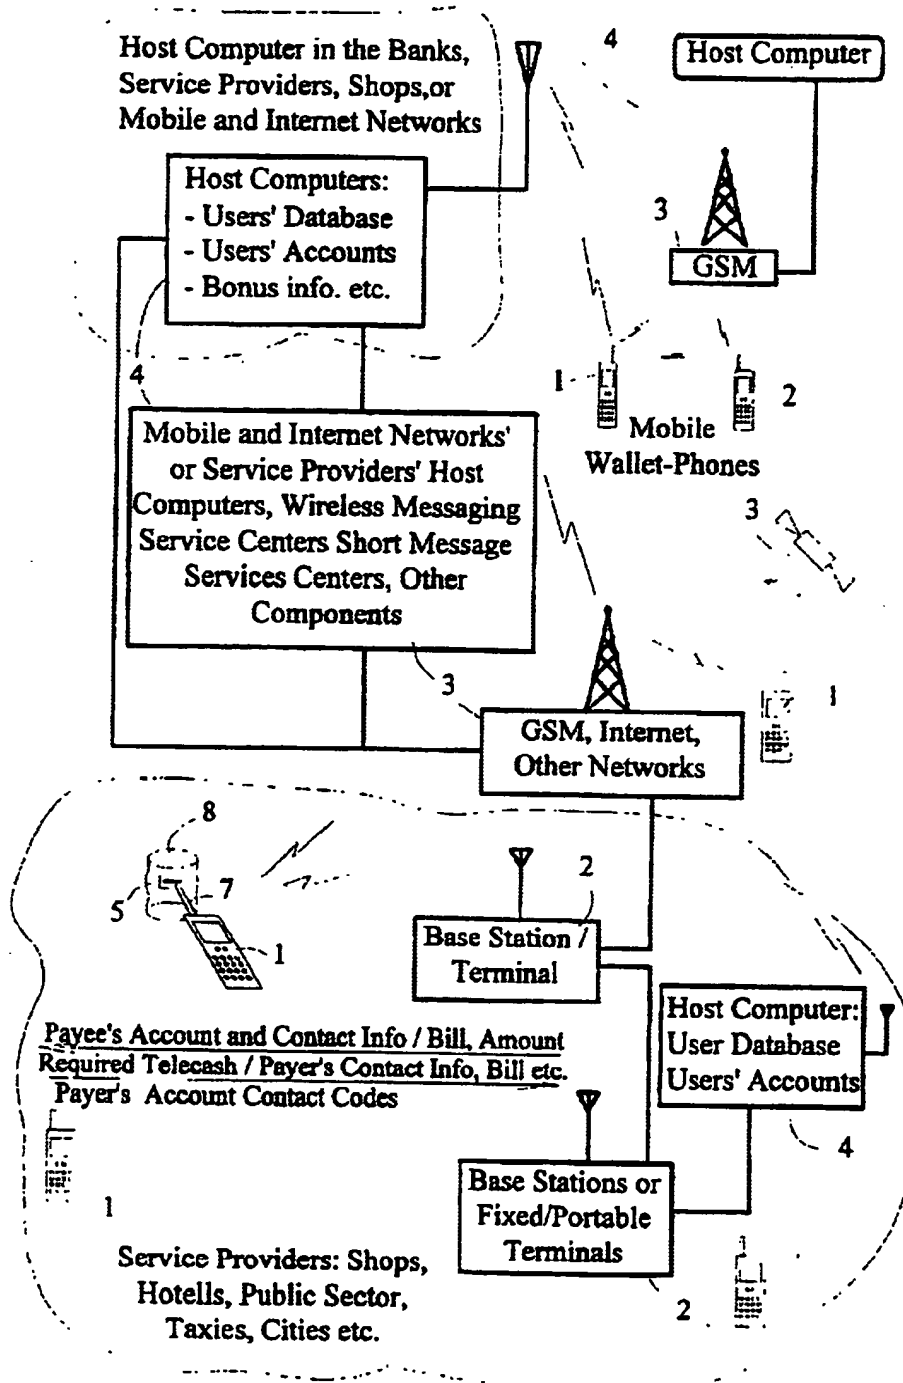 Host Computer in the Banks,
Service Providers, Shops,or
Mobile and Internet Networks
4
Host Computer
Host Computers:
- Users' Database
- Users' Accounts
- Bonus info. etc.
3
GSM
4
1
2
Mobile
Wallet-Phones
Mobile and Internet Networks'
or Service Providers' Host
Computers, Wireless Messaging
Service Centers Short Message
Services Centers, Other
Components
3
3
1
GSM, Internet,
Other Networks
8
5
7
1
2
Base Station /
Terminal
4
Host Computer:
User Database
Users' Accounts
Payee's Account and Contact Info / Bill, Amount
Required Telecash / Payer's Contact Info, Bill etc.
Payer's Account Contact Codes
4
1
Base Stations or
Fixed/Portable
Terminals
2
Service Providers: Shops,
Hotells, Public Sector,
Taxies, Cities etc.